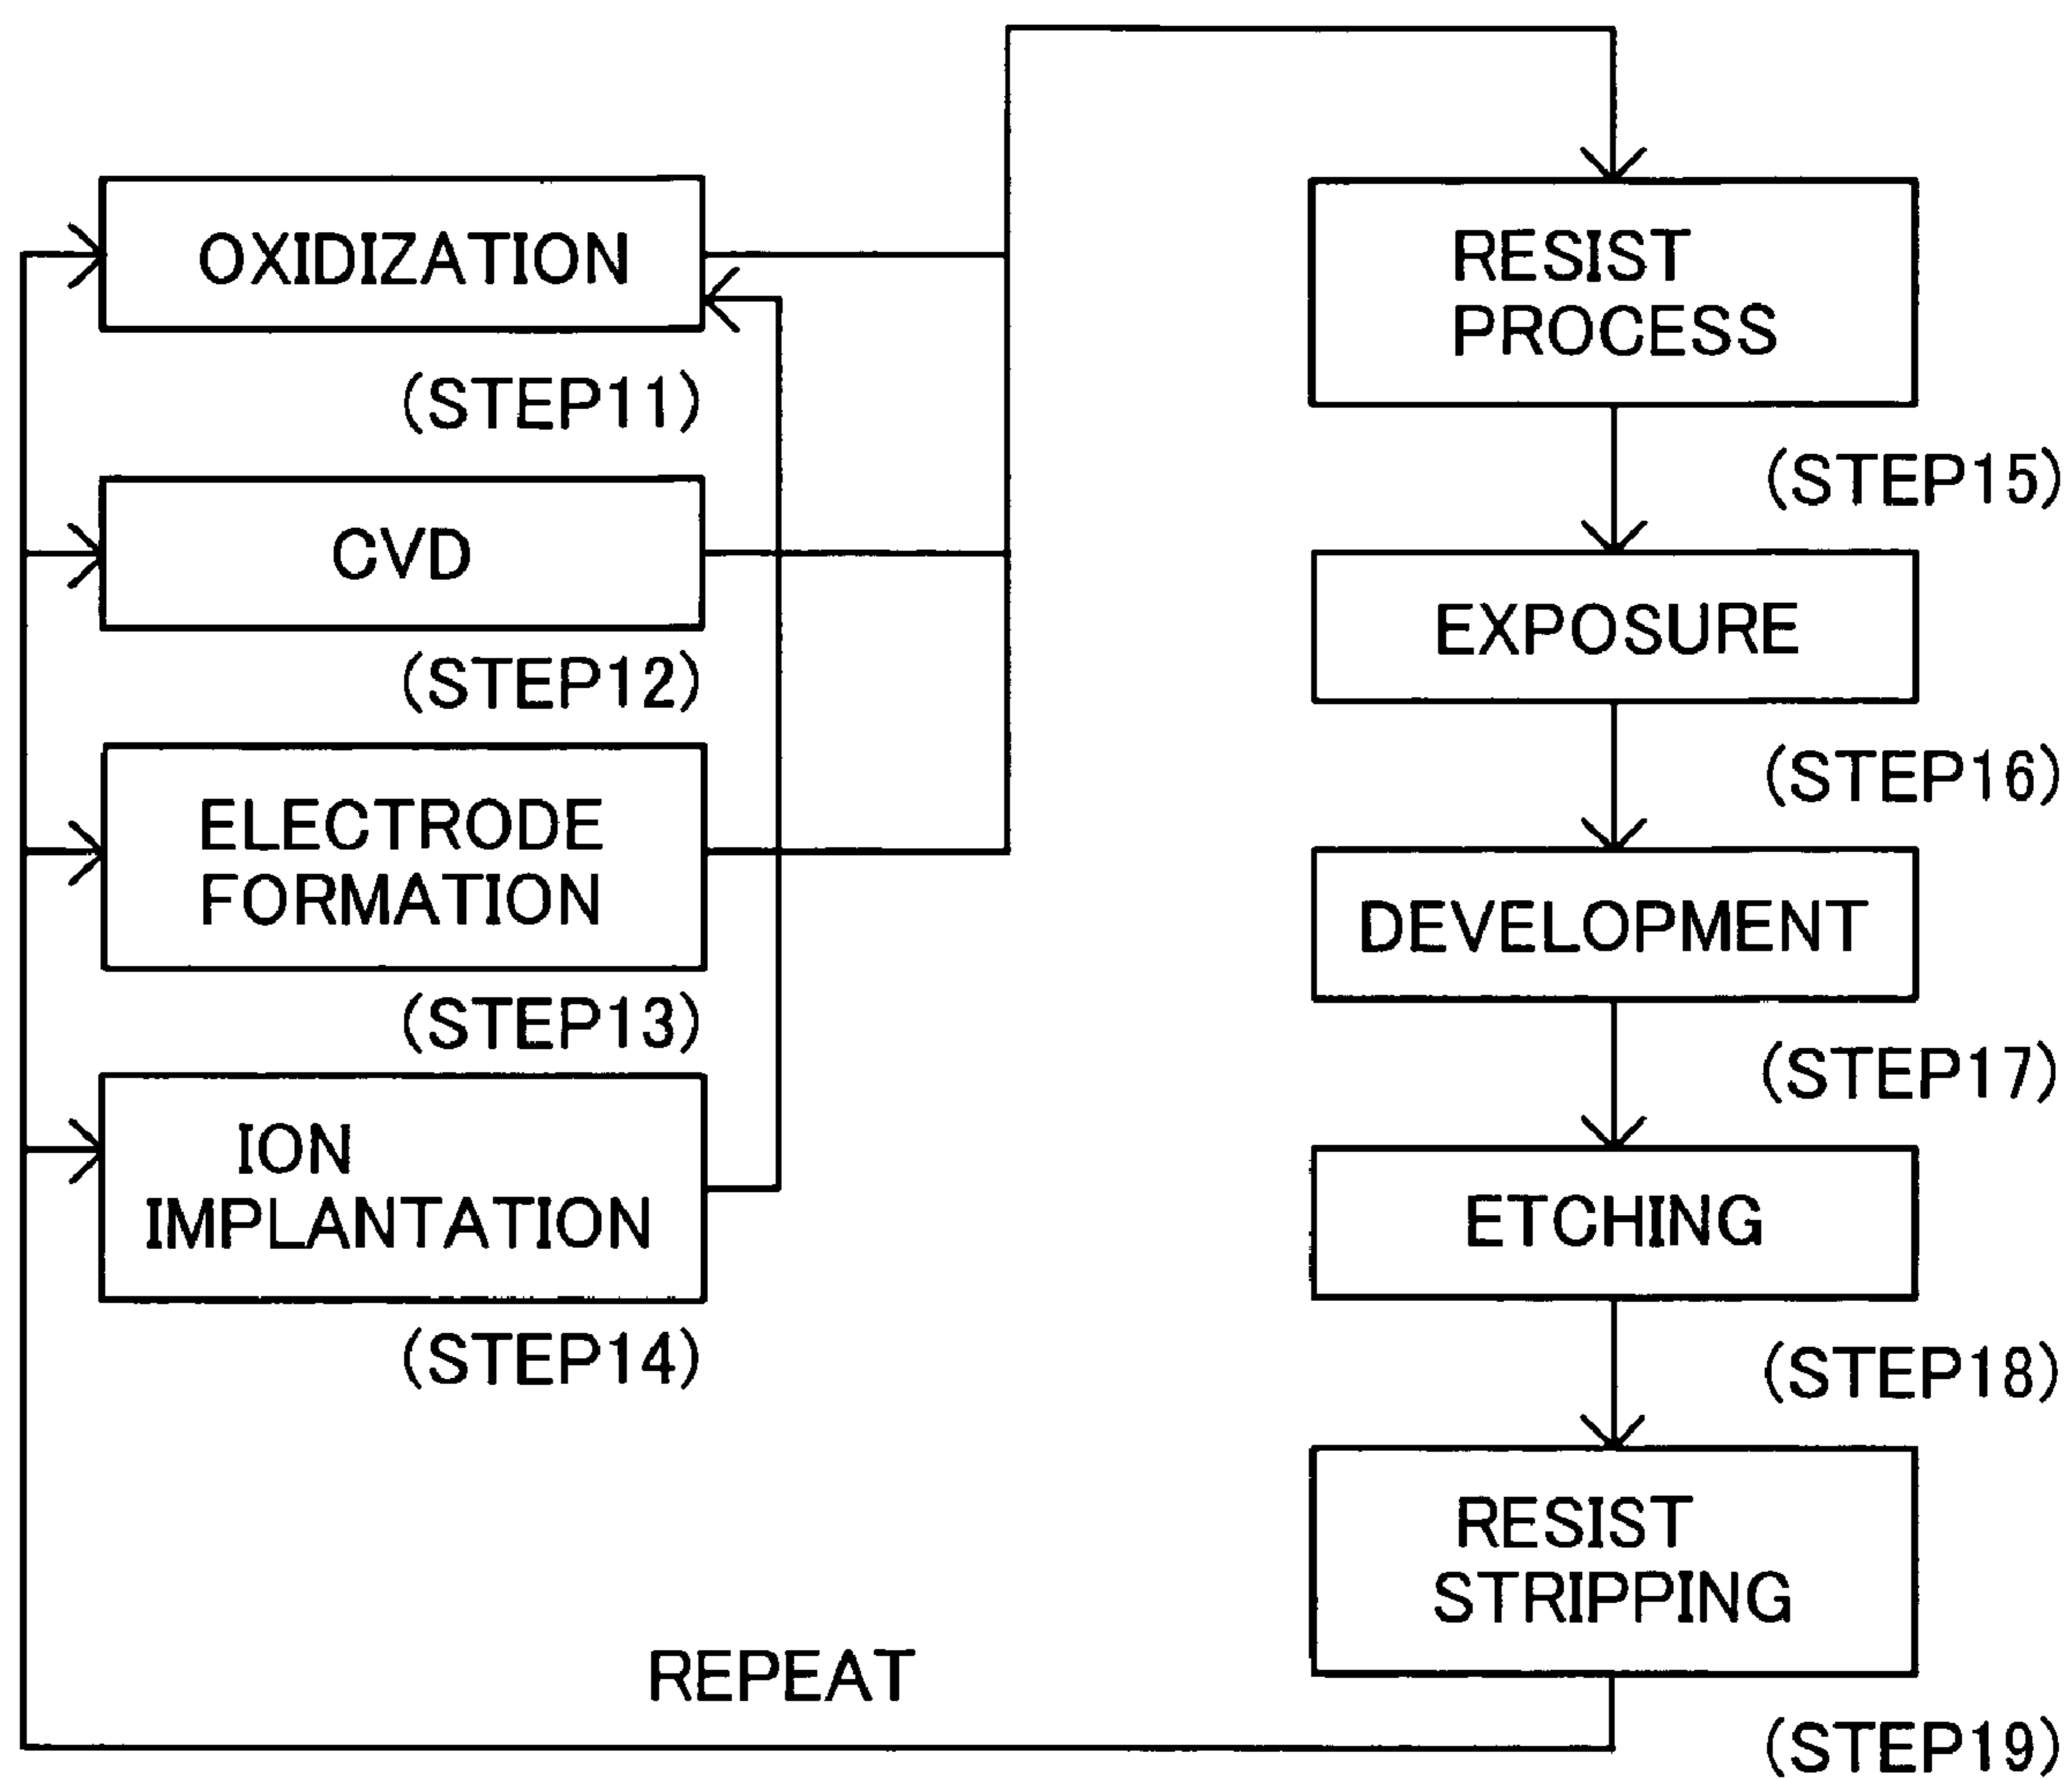 OXIDIZATION
(STEP11)
CVD
(STEP12)
ELECTRODE
FORMATION
(STEP13)
ION
IMPLANTATION
(STEP14)
RESIST
PROCESS
(STEP15)
EXPOSURE
(STEP16)
DEVELOPMENT
(STEP17)
ETCHING
(STEP18)
RESIST
STRIPPING
(STEP19)
REPEAT